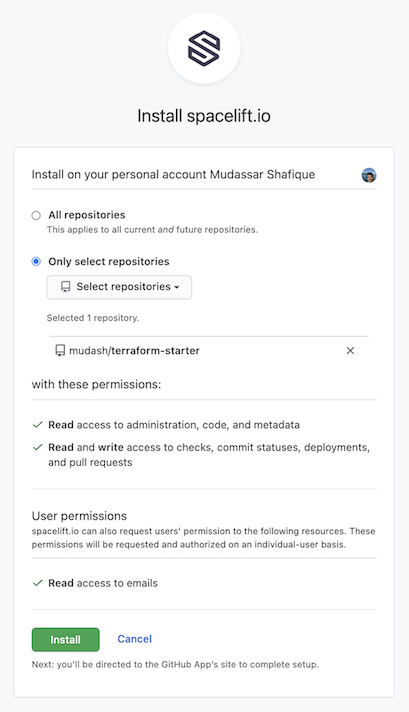 Install spacelift.io
Install on your personal account Mudassar Shafique
All repositories
This applies to all current and future repositories.
Only select repositories
Select repositories
Selected 1 repository.
mudash/terraform-starter
with these permissions:
Read access to administration, code, and metadata
Read and write access to checks, commit statuses, deployments,
and pull requests
User permissions
spacelift.io can also request users' permission to the following resources. These
permissions will be requested and authorized on an individual-user basis.
Read access to emails
Install Cancel
Next: you'll be directed to the GitHub App's site to complete setup.